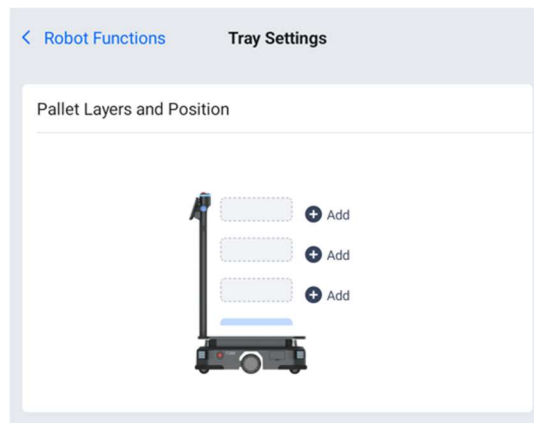 Robot Functions
Tray Settings
Pallet Layers and Position
Add
Add
Add